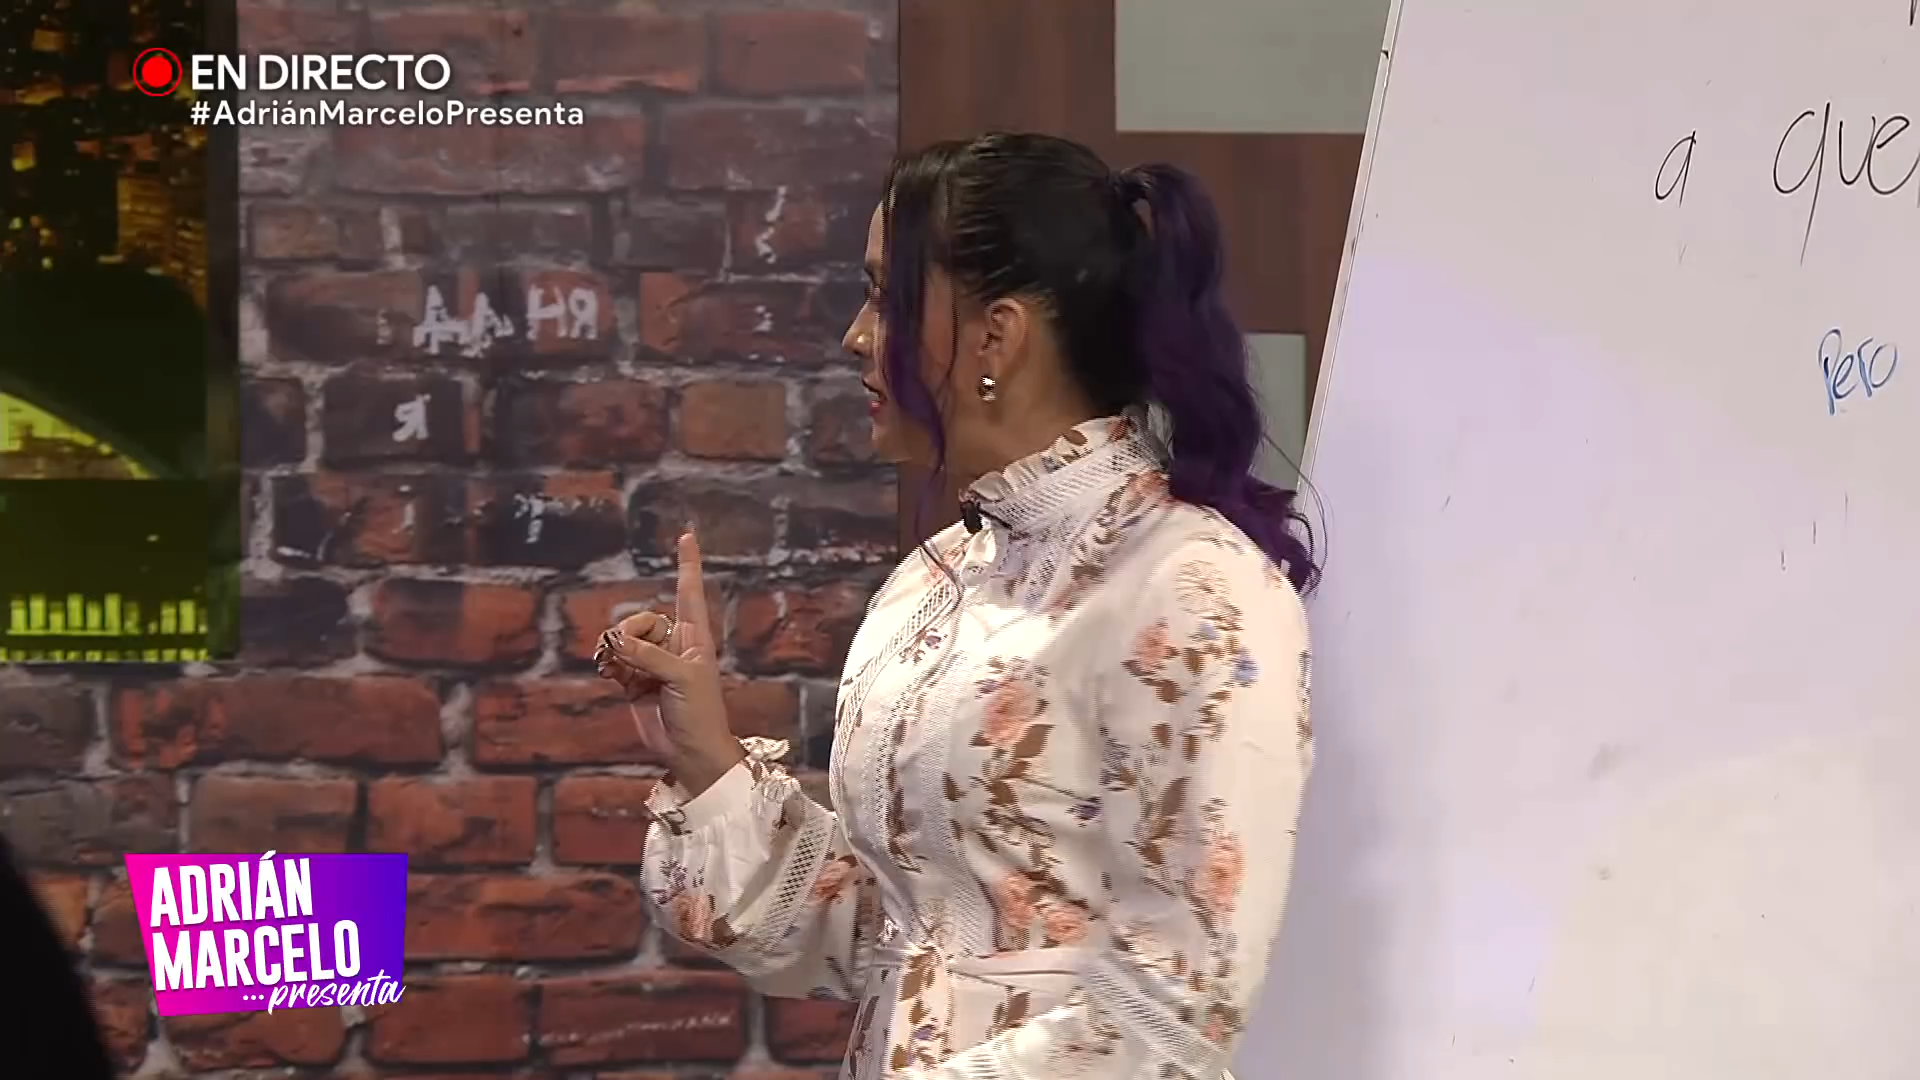 EN DIRECTO
#AdriánMarceloPresenta
a que
Pero
ADRIÁN
MARCELO
...presenta